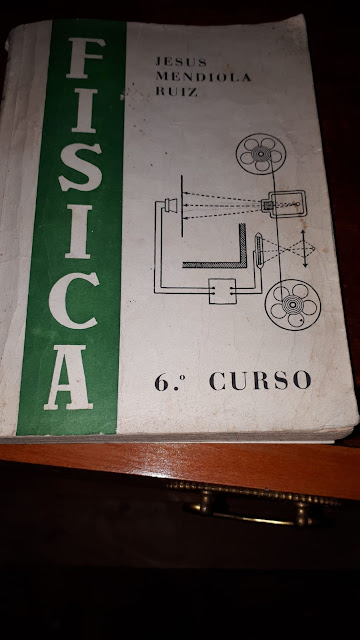 FISICA
JESUS
MENDIOLA
RUIZ
6.º CURSO